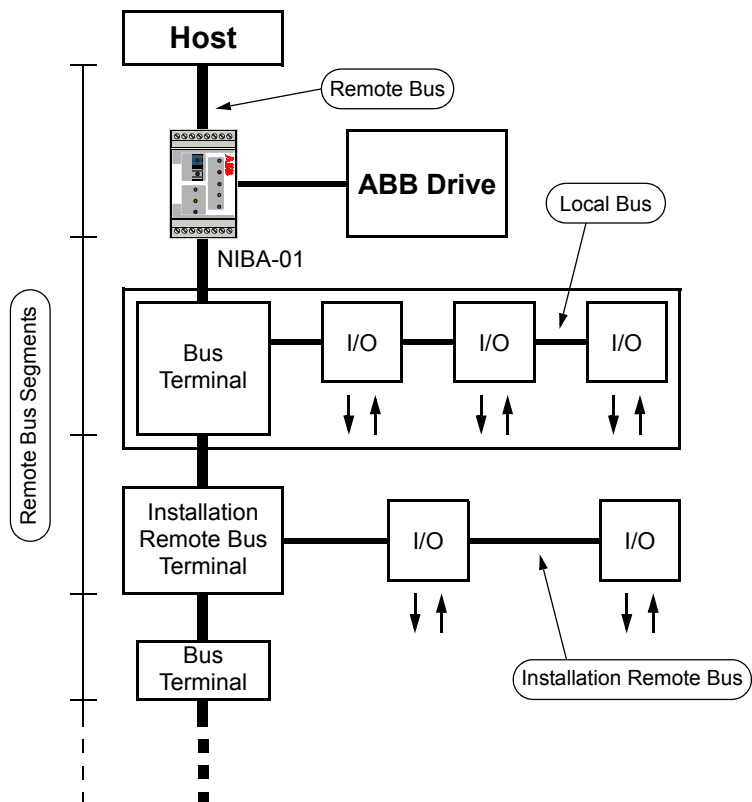 Host
Remote Bus
ABB
ABB Drive
Local Bus
NIBA-01
Remote Bus Segments
Bus
Terminal
I/O
I/O
I/O
Installation
Remote Bus
Terminal
I/O
I/O
Bus
Terminal
Installation Remote Bus